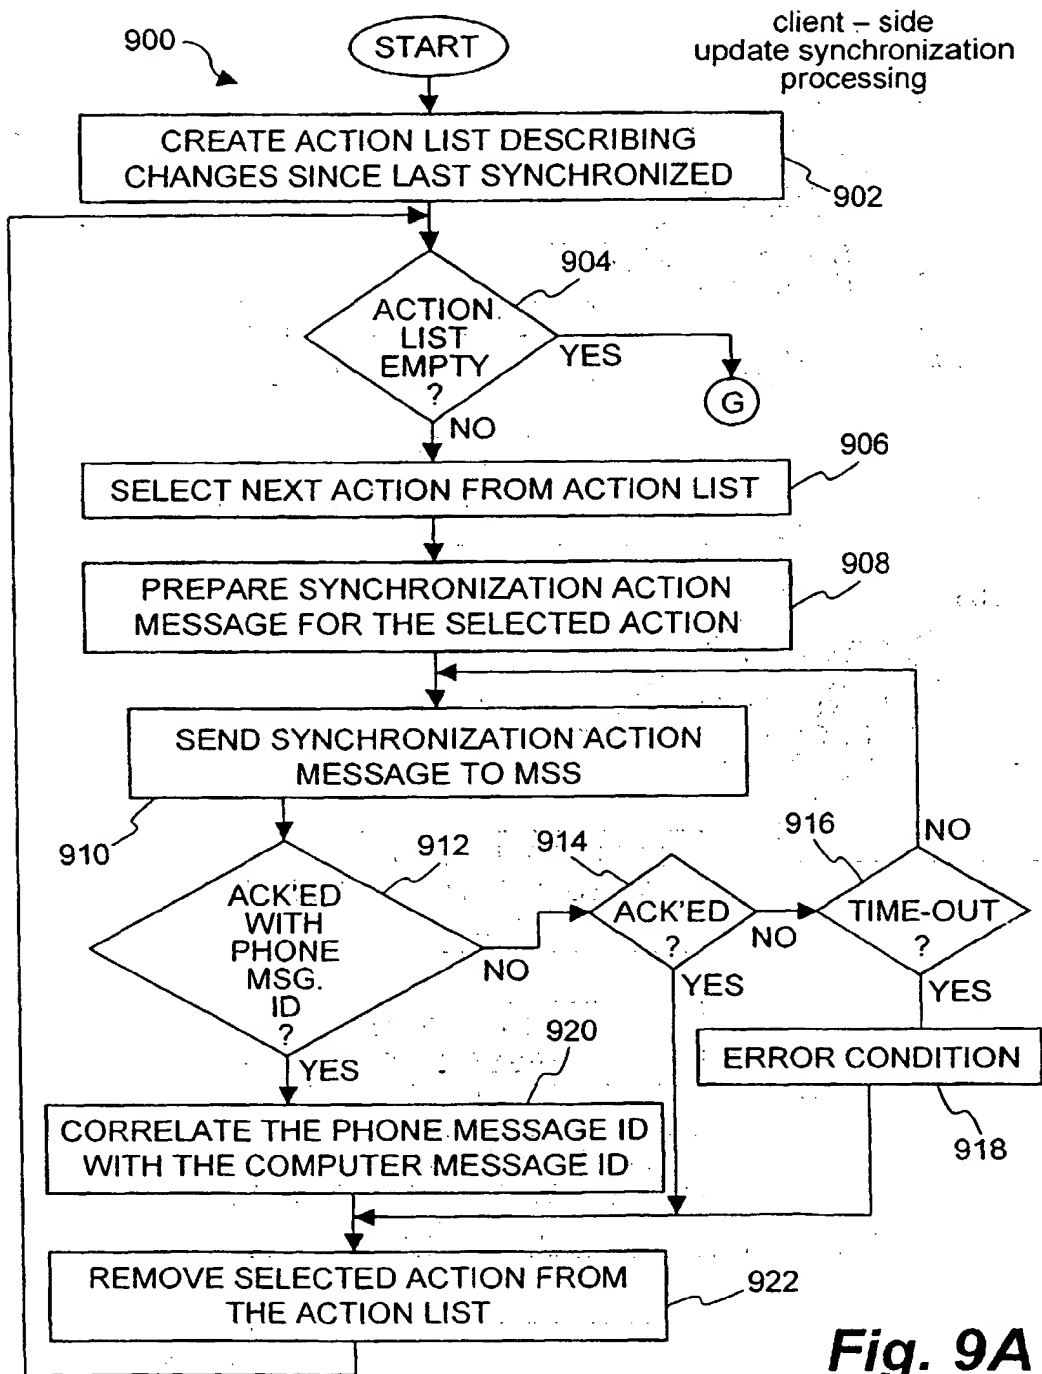 900
START
client – side
update synchronization
processing
CREATE ACTION LIST DESCRIBING
CHANGES SINCE LAST SYNCHRONIZED
902
904
ACTION
LIST
EMPTY
?
YES
G
NO
906
SELECT NEXT ACTION FROM ACTION LIST
908
PREPARE SYNCHRONIZATION ACTION
MESSAGE FOR THE SELECTED ACTION
SEND SYNCHRONIZATION ACTION
MESSAGE TO MSS
910
912
914
916
NO
ACK'ED
WITH
PHONE
MSG.
ID
?
NO
ACK'ED
?
NO
TIME-OUT
?
YES
YES
YES
920
ERROR CONDITION
918
CORRELATE THE PHONE MESSAGE ID
WITH THE COMPUTER MESSAGE ID
REMOVE SELECTED ACTION FROM
THE ACTION LIST
922
Fig. 9A